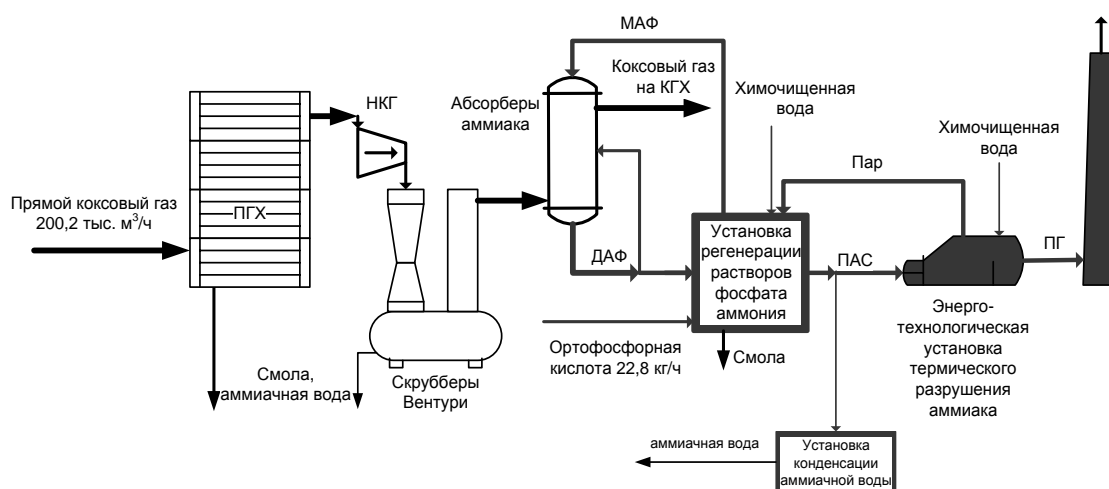 МАФ
Коксовый газ
на КГХ
НКГ
Абсорберы
аммиака
Химочищенная
вода
Химочищенная
вода
Пар
Прямой коксовый газ
200,2 тыс. м³/ч
ПГХ
Установка
регенерации
растворов
фосфата
аммония
ДАФ
ПАС
ПГ
Энерго-
технологическая
установка
термического
разрушения
аммиака
Ортофосфорная
кислота 22,8 кг/ч
Смола
Смола,
аммиачная вода
Скрубберы
Вентури
аммиачная вода
Установка
конденсации
аммиачной воды